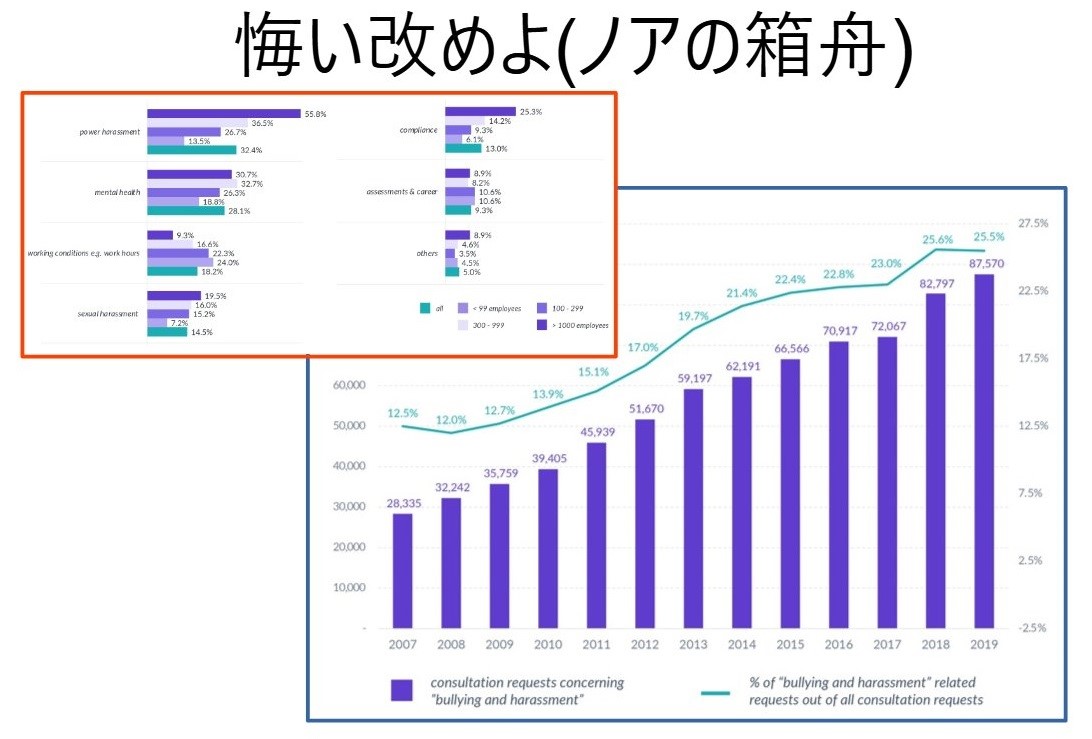 悔い改めよ(ノアの箱舟)
power harassment
55.8%
36.5%
26.7%
13.5%
32.4%
mental health
30.7%
32.7%
26.3%
18.8%
28.1%
working conditions e.g. work hours
9.3%
16.6%
22.3%
24.0%
18.2%
sexual harassment
19.5%
16.0%
15.2%
7.2%
14.5%
compliance
25.3%
14.2%
9.3%
6.1%
13.0%
assessments & career
8.9%
8.2%
10.6%
10.6%
9.3%
others
8.9%
4.6%
3.5%
4.5%
5.0%
all < 99 employees 100 - 299
300 - 999 > 1000 employees
27.5%
22.5%
17.5%
12.5%
7.5%
2.5%
-2.5%
60,000
50,000
40,000
30,000
20,000
10,000
-
12.5% 12.0% 12.7% 13.9% 15.1% 17.0% 19.7% 21.4% 22.4% 22.8% 23.0% 25.6% 25.5%
28,335 32,242 35,759 39,405 45,939 51,670 59,197 62,191 66,566 70,917 72,067 82,797 87,570
2007 2008 2009 2010 2011 2012 2013 2014 2015 2016 2017 2018 2019
consultation requests concerning
"bullying and harassment"
% of "bullying and harassment" related
requests out of all consultation requests